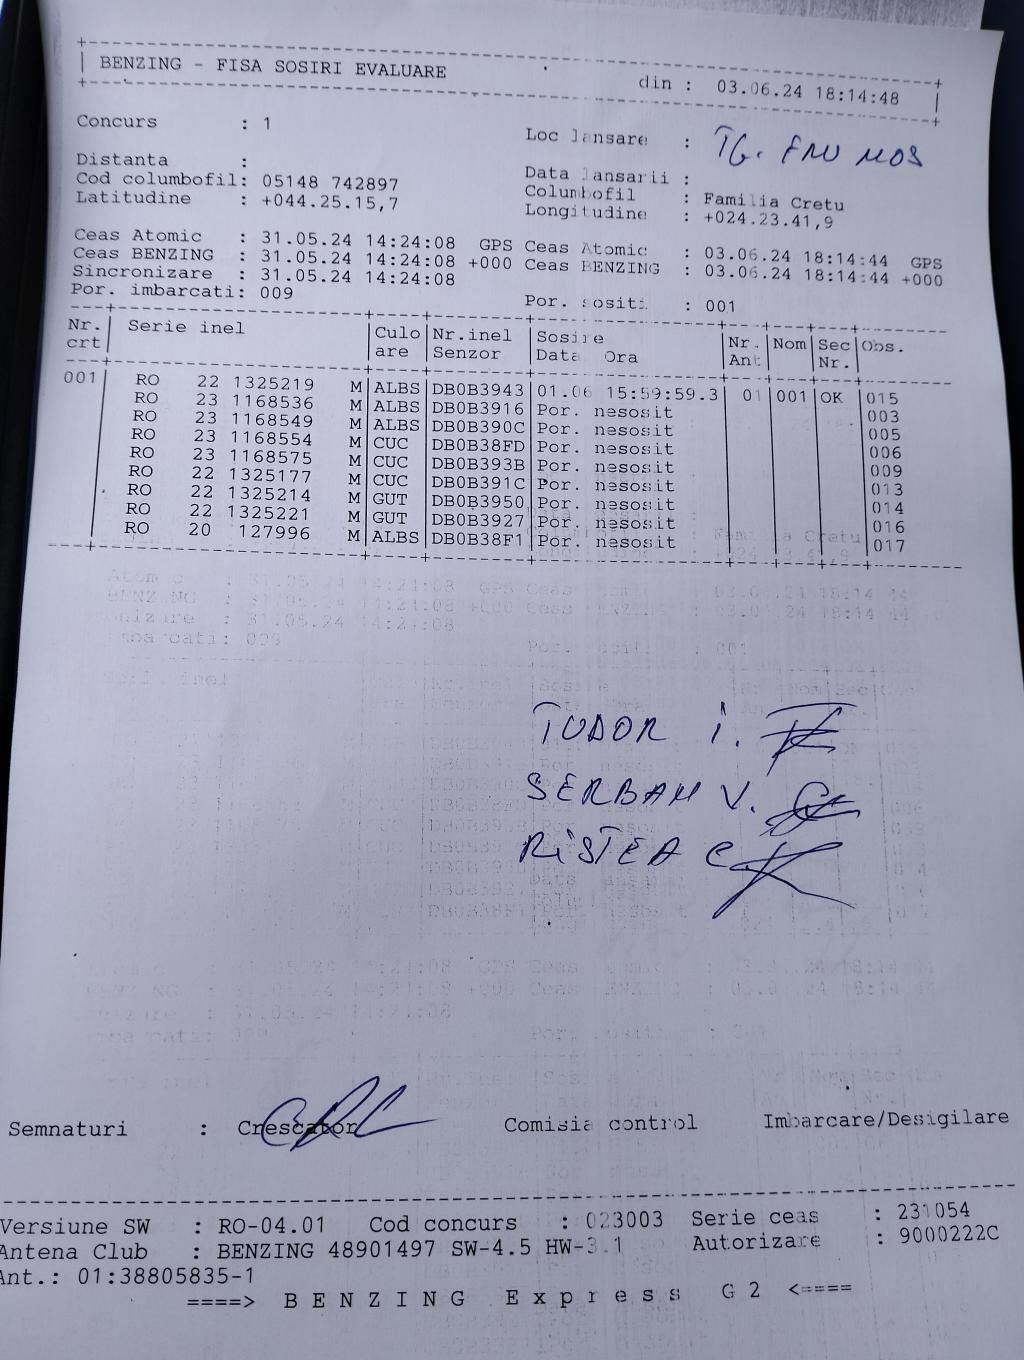 BENZING - FISA SOSIRI EVALUARE din : 03.06.24 18:14:48
Concurs : 1 Loc lansare : TG. FRUMOS
Distanta : Data lansarii :
Cod columbofil: 05148 742897 Columbofil : Familia Cretu
Latitudine : +044.25.15,7 Longitudine : +024.23.41,9
Ceas Atomic : 31.05.24 14:24:08 GPS Ceas Atomic : 03.06.24 18:14:44 GPS
Ceas BENZING : 31.05.24 14:24:08 +000 Ceas BENZING : 03.06.24 18:14:44 +000
Sincronizare : 31.05.24 14:24:08
Por. imbarcati: 009 Por. sositi : 001
Nr. crt Serie inel Culo are Nr.inel Senzor Sosire Data Ora Nr. Ant Nom Sec Nr. Obs.
001 RO 22 1325219 M ALBS DB0B3943 01.06 15:59:59.3 01 001 OK 015
RO 23 1168536 M ALBS DB0B3916 Por. nesosit 003
RO 23 1168549 M ALBS DB0B390C Por. nesosit 005
RO 23 1168554 M CUC DB0B38FD Por. nesosit 006
RO 23 1168575 M CUC DB0B393B Por. nesosit 009
RO 22 1325177 M CUC DB0B391C Por. nesosit 013
RO 22 1325214 M GUT DB0B3950 Por. nesosit 014
RO 22 1325221 M GUT DB0B3927 Por. nesosit 016
RO 20 127996 M ALBS DB0B38F1 Por. nesosit 017
TUDOR i.
SERBAN V.
RiSTEA C
Semnaturi : Crescator Comisia control Imbarcare/Desigilare
Versiune SW : RO-04.01 Cod concurs : 023003 Serie ceas : 231054
Antena Club : BENZING 48901497 SW-4.5 HW-3.1 Autorizare : 9000222C
Ant.: 01:38805835-1
====> B E N Z I N G E x p r e s s G 2 <====